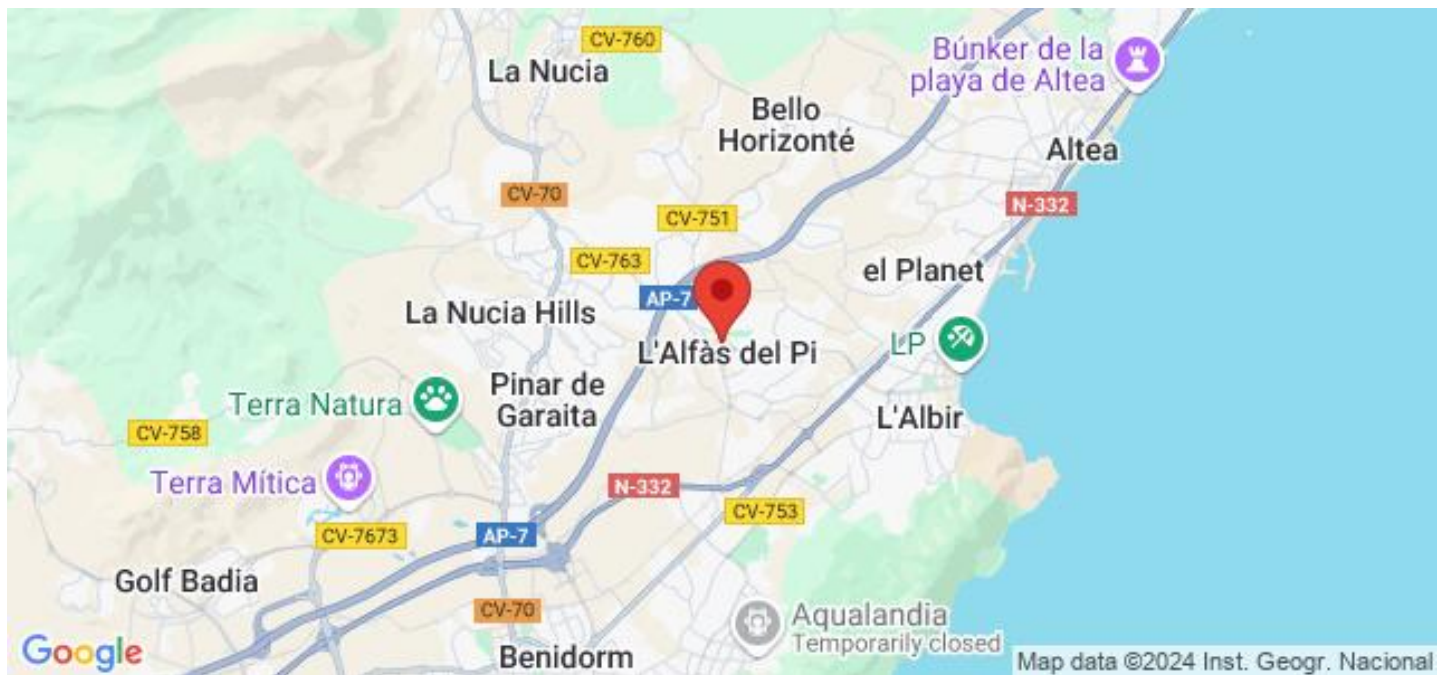 CV-760
La Nucia
Búnker de la
playa de Altea
Bello
Horizonté
Altea
CV-70
N-332
CV-751
CV-763
el Planet
AP-7
La Nucia Hills
LP
L'Alfàs del Pi
Pinar de
Garaita
Terra Natura
L'Albir
CV-758
Terra Mítica
N-332
CV-753
CV-7673
AP-7
Golf Badia
CV-70
Aqualandia
Temporarily closed
Google
Benidorm
Map data ©2024 Inst. Geogr. Nacional